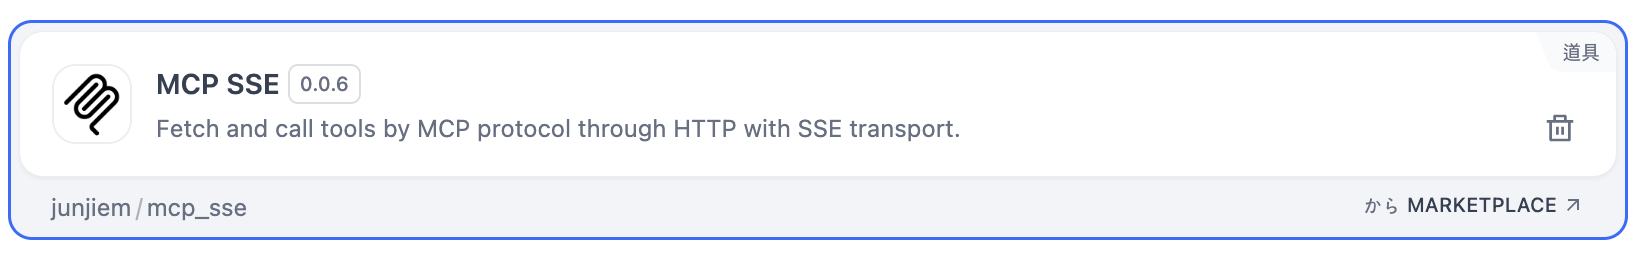 道具
MCP SSE 0.0.6
Fetch and call tools by MCP protocol through HTTP with SSE transport.
junjiem / mcp_sse
から MARKETPLACE